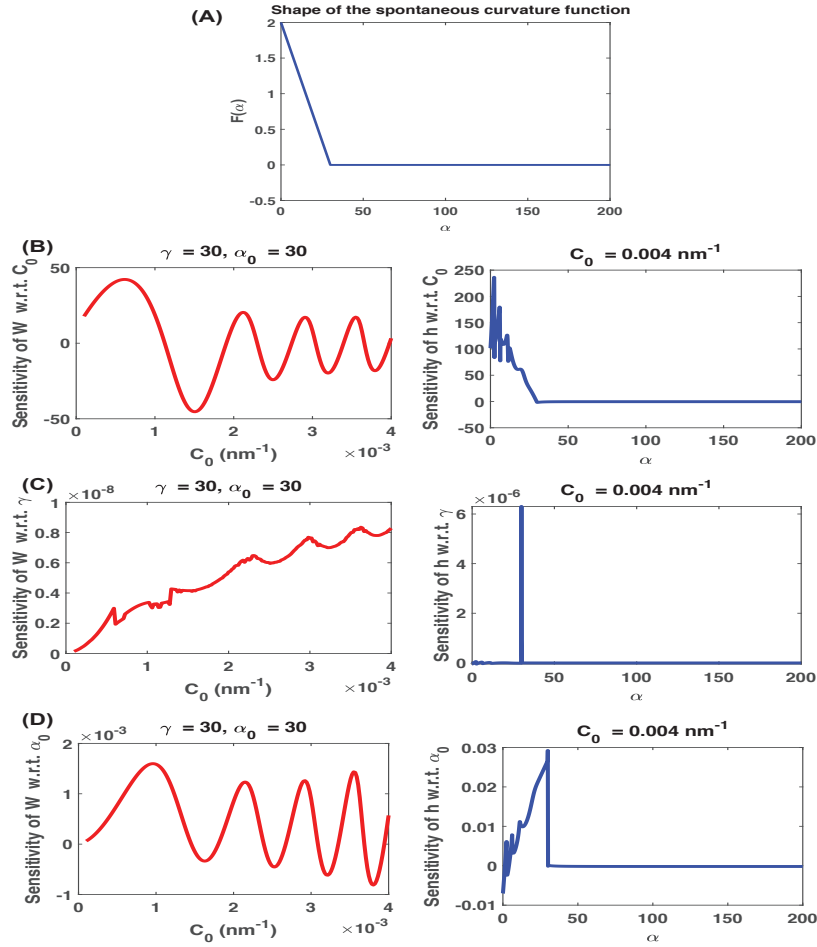 (A)
Shape of the spontaneous curvature function
2
1.5
1
0.5
0
-0.5
F(α)
0 50 100 150 200
α
(B)
γ = 30, α₀ = 30
50
0
-50
Sensitivity of W w.r.t. C₀
0 1 2 3 4
×10⁻³
C₀ (nm⁻¹)
C₀ = 0.004 nm⁻¹
250
200
150
100
50
0
-50
Sensitivity of h w.r.t. C₀
0 50 100 150 200
α
(C)
×10⁻⁸
γ = 30, α₀ = 30
1
0.8
0.6
0.4
0.2
0
Sensitivity of W w.r.t. γ
0 1 2 3 4
×10⁻³
C₀ (nm⁻¹)
×10⁻⁶
C₀ = 0.004 nm⁻¹
6
4
2
0
Sensitivity of h w.r.t. γ
0 50 100 150 200
α
(D)
×10⁻³
γ = 30, α₀ = 30
2
1
0
-1
Sensitivity of W w.r.t. α₀
0 1 2 3 4
×10⁻³
C₀ (nm⁻¹)
C₀ = 0.004 nm⁻¹
0.03
0.02
0.01
0
-0.01
Sensitivity of h w.r.t. α₀
0 50 100 150 200
α